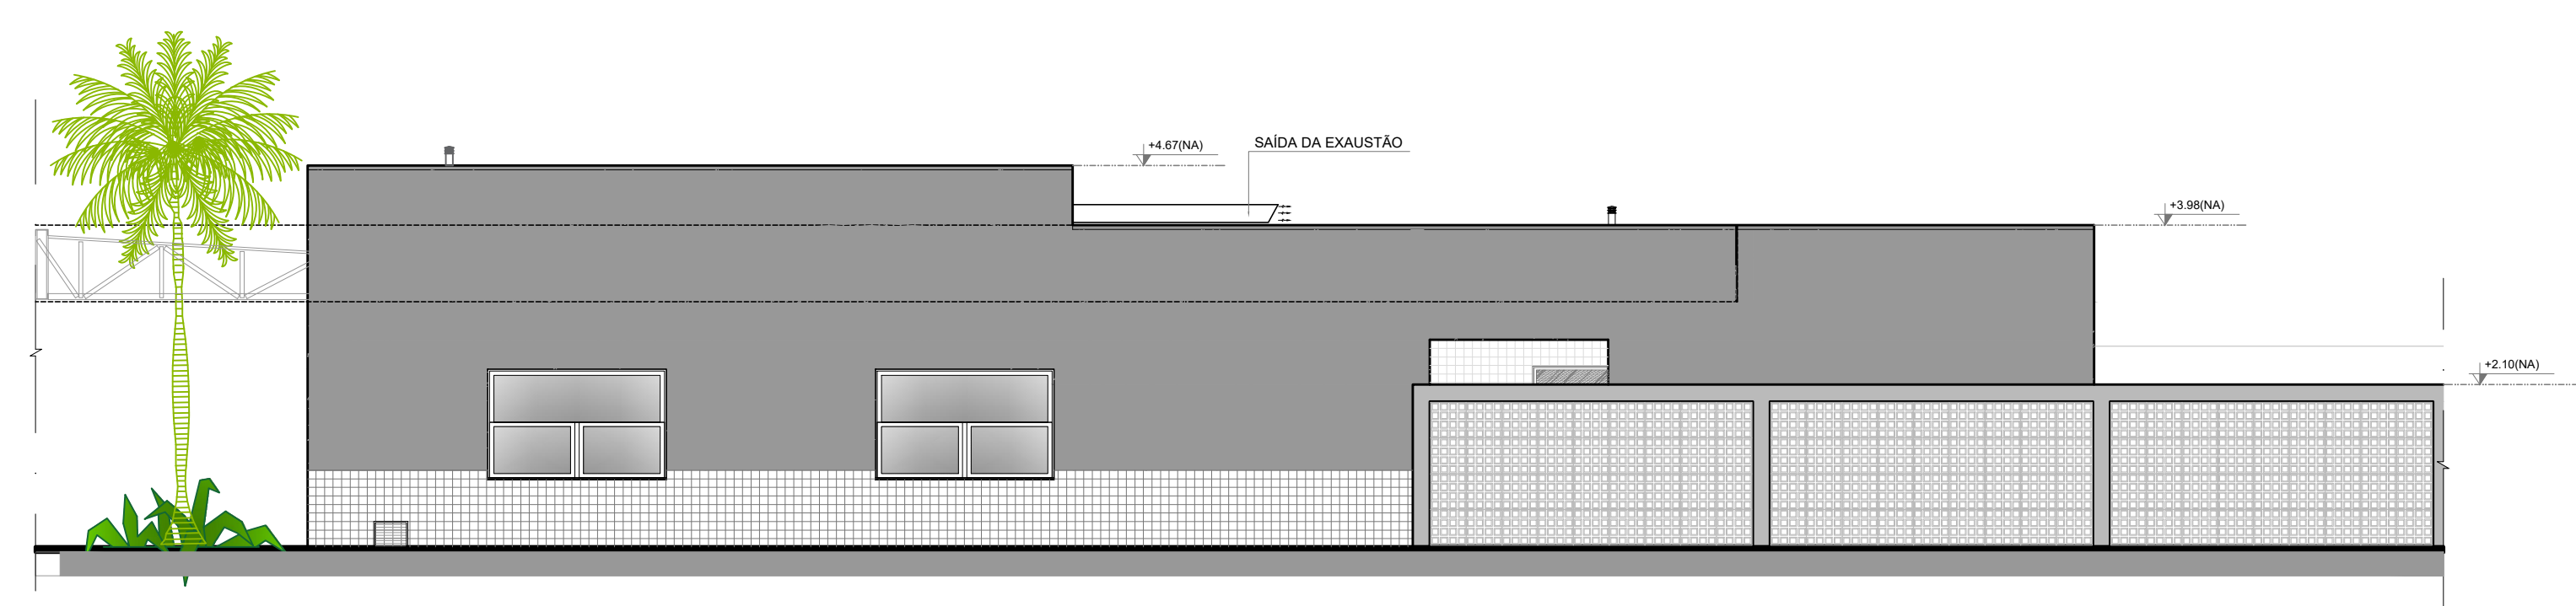 +4.67(NA)
SAÍDA DA EXAUSTÃO
+3.98(NA)
+2.10(NA)